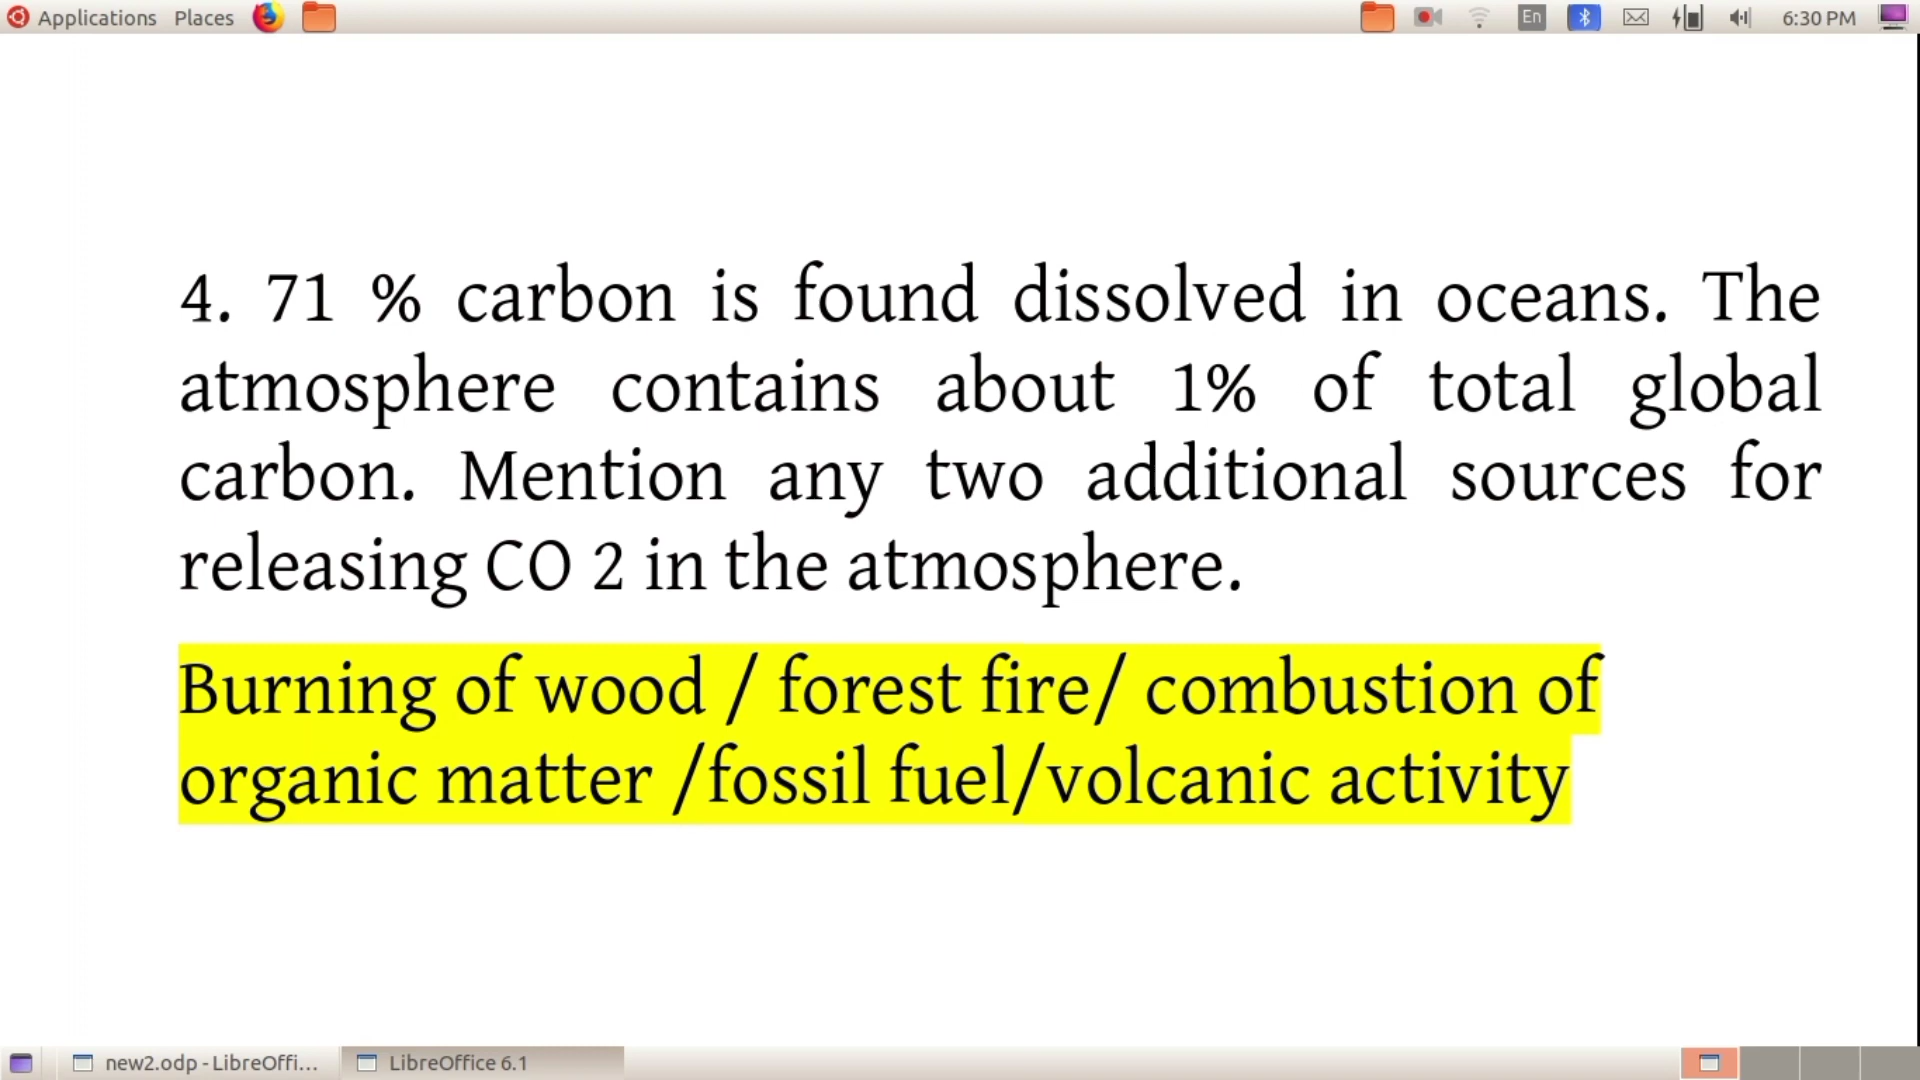 Applications Places En 6:30 PM
4. 71 % carbon is found dissolved in oceans. The
atmosphere contains about 1% of total global
carbon. Mention any two additional sources for
releasing CO 2 in the atmosphere.
Burning of wood / forest fire/ combustion of
organic matter /fossil fuel/volcanic activity
new2.odp - LibreOffi... LibreOffice 6.1